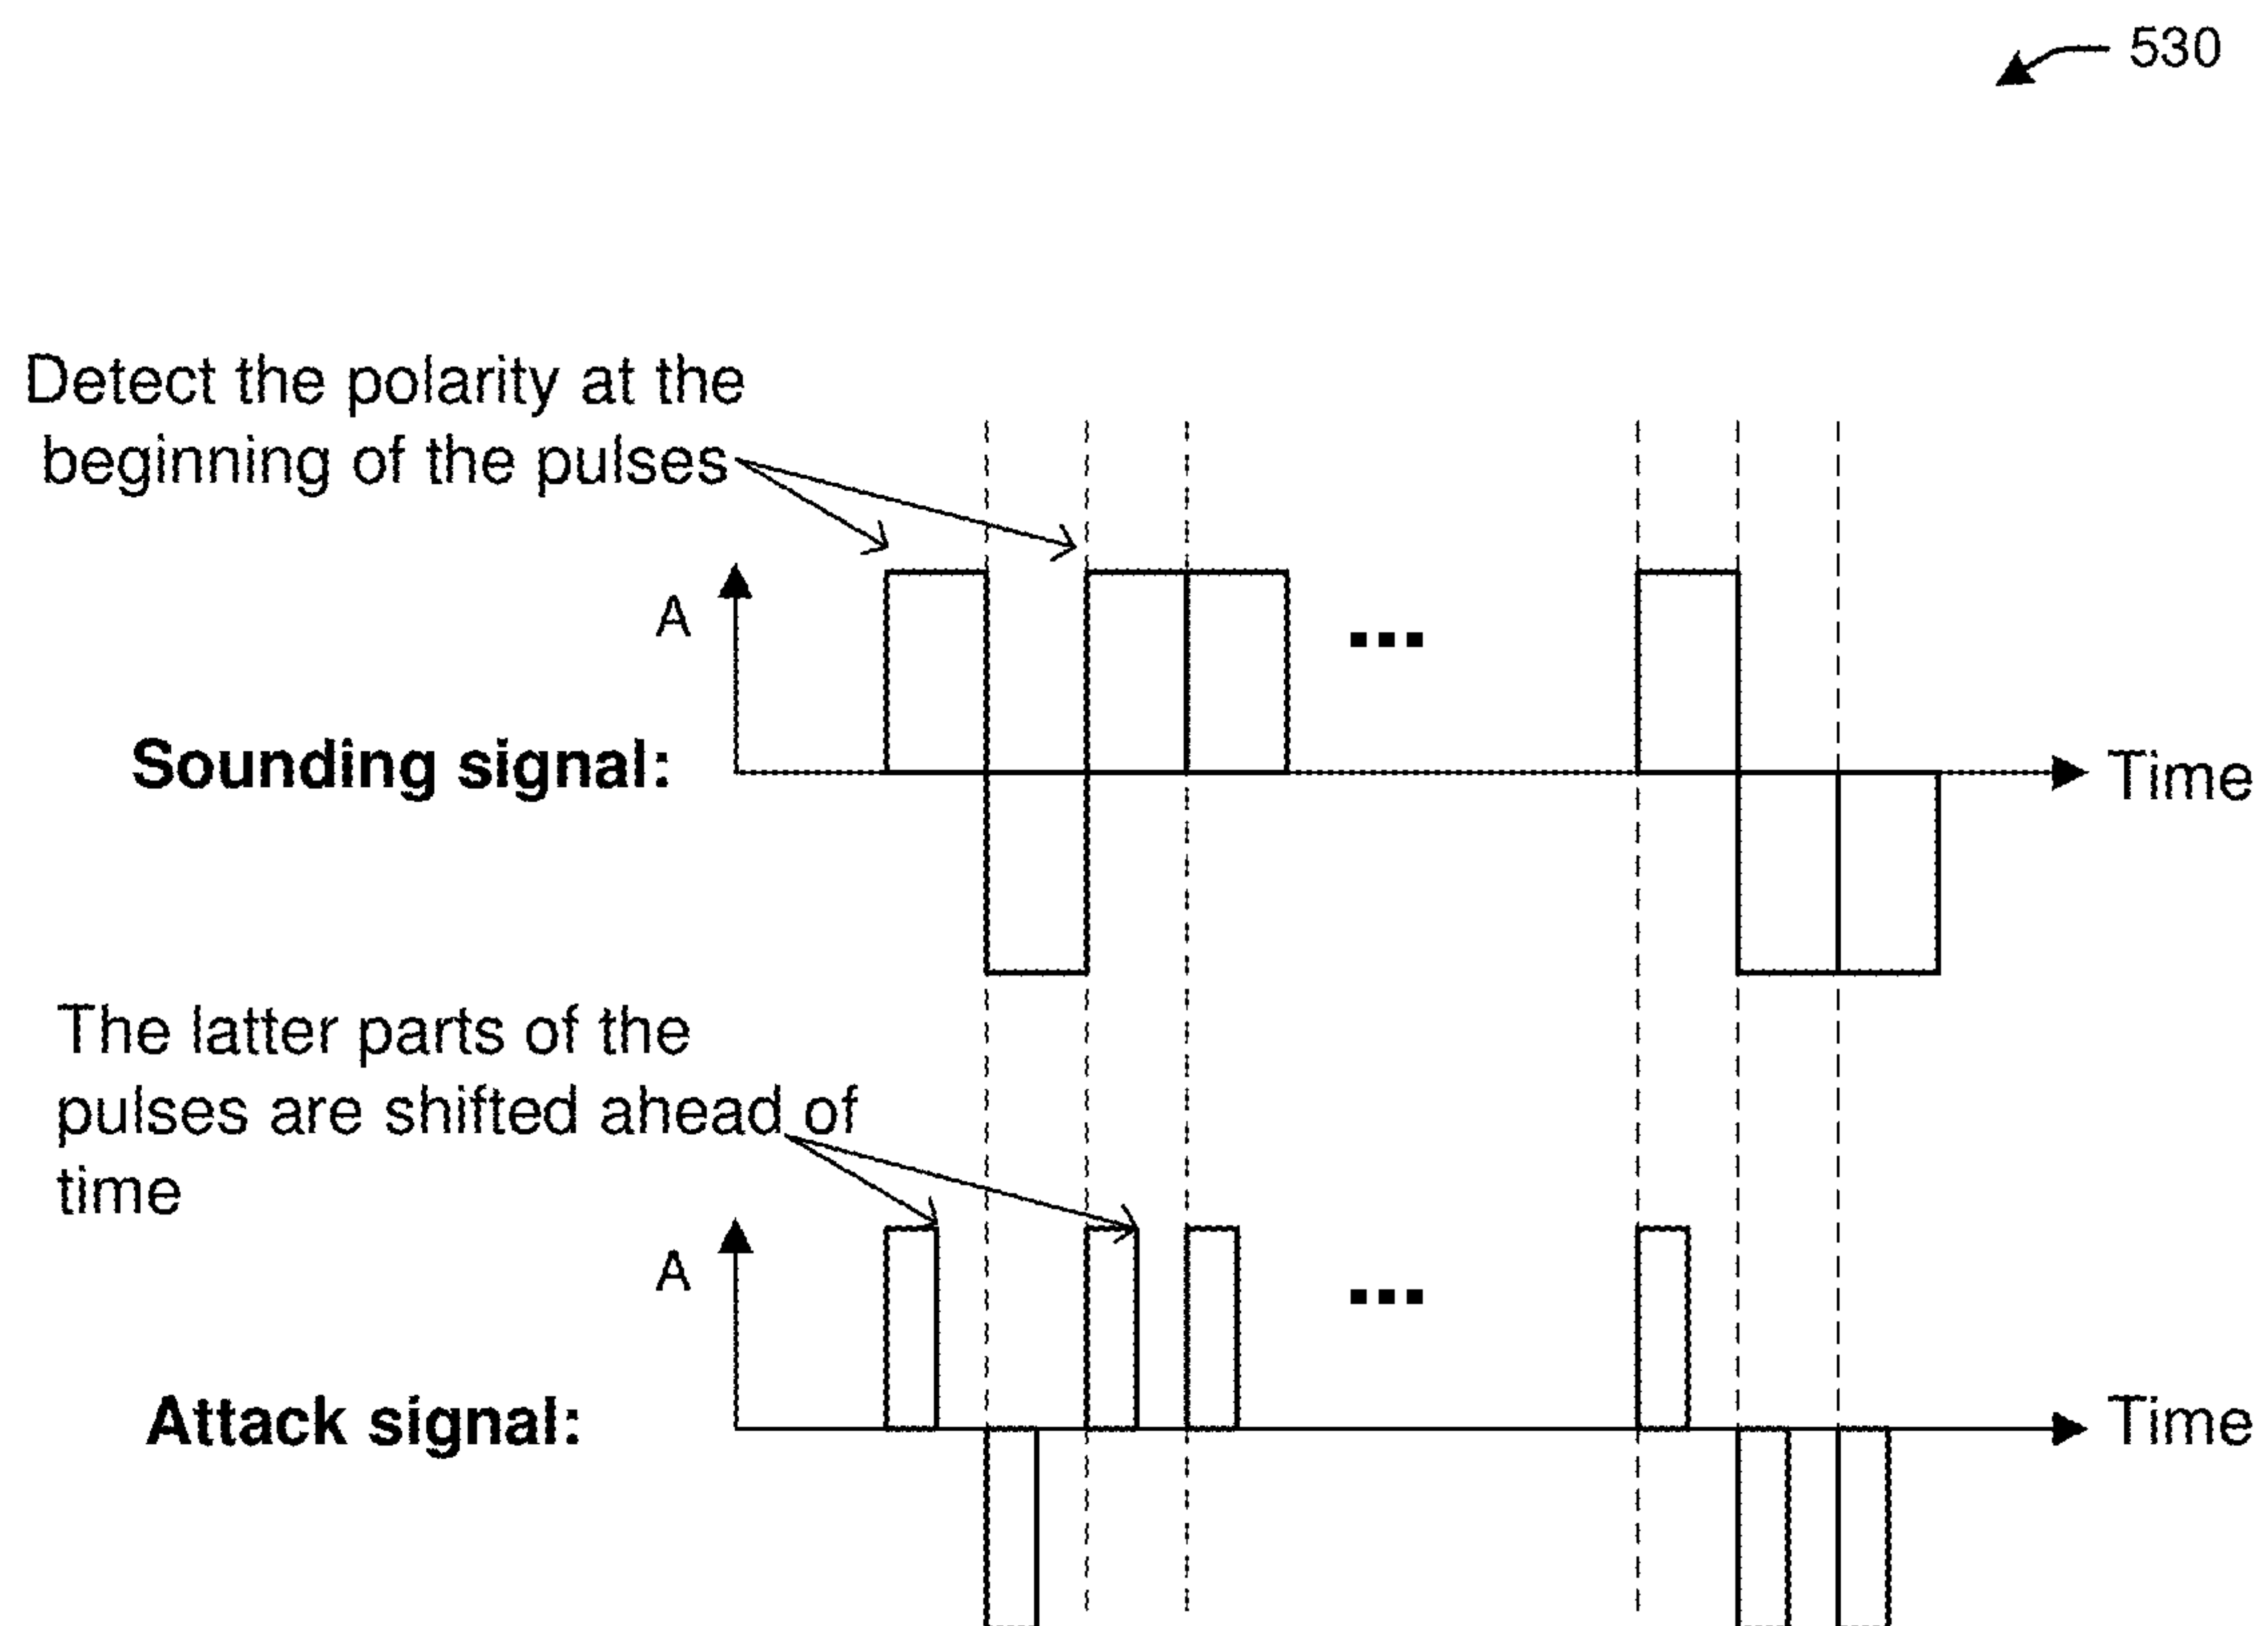 530
Detect the polarity at the
beginning of the pulses
A
Sounding signal:
Time
The latter parts of the
pulses are shifted ahead of
time
A
Attack signal:
Time